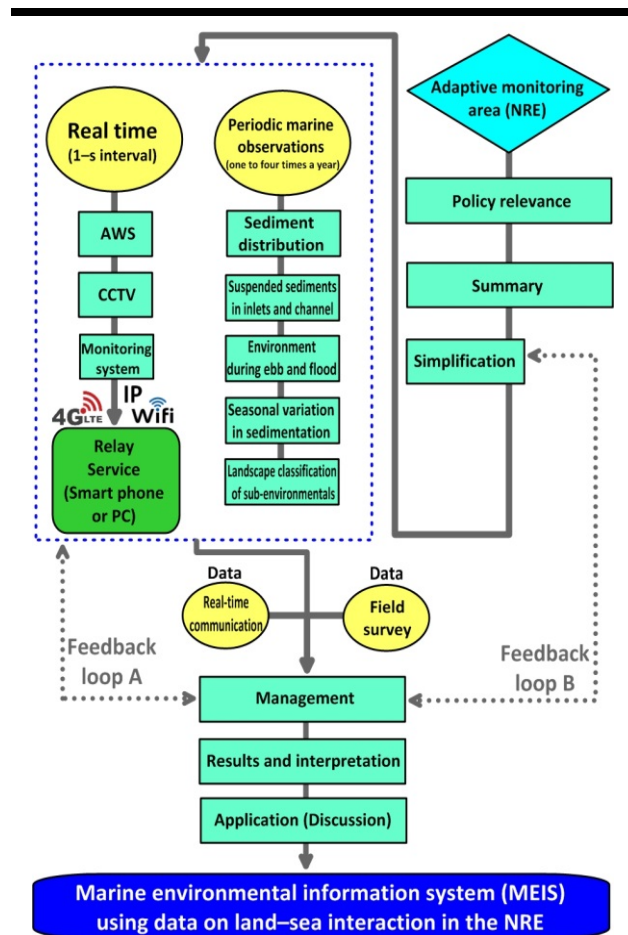 Adaptive monitoring
area (NRE)
Policy relevance
Summary
Simplification
Real time
(1–s interval)
AWS
CCTV
Monitoring
system
IP
4G LTE
Wifi
Relay
Service
(Smart phone
or PC)
Periodic marine
observations
(one to four times a year)
Sediment
distribution
Suspended sediments
in inlets and channel
Environment
during ebb and flood
Seasonal variation
in sedimentation
Landscape classification
of sub-environmentals
Data
Real-time
communication
Data
Field
survey
Feedback
loop A
Feedback
loop B
Management
Results and interpretation
Application (Discussion)
Marine environmental information system (MEIS)
using data on land–sea interaction in the NRE